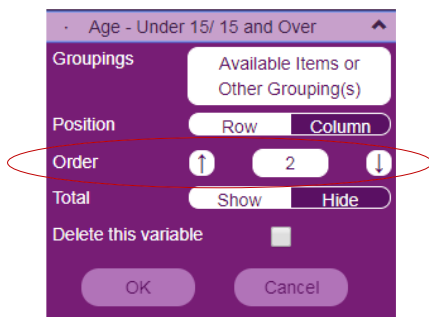 · Age - Under 15/ 15 and Over
Groupings Available Items or
Other Grouping(s)
Position Row Column
Order ↑ 2 ↓
Total Show Hide
Delete this variable
OK Cancel